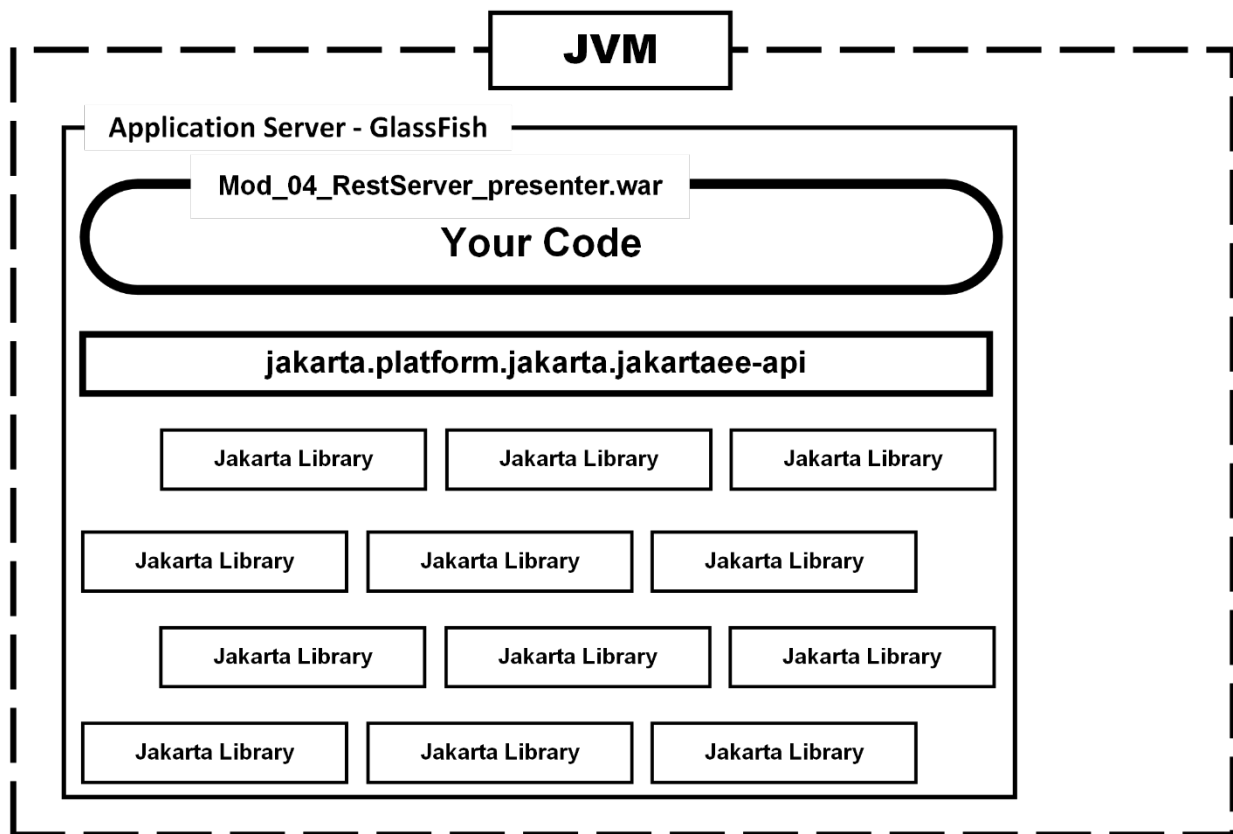 JVM
Application Server - GlassFish
Mod_04_RestServer_presenter.war
Your Code
jakarta.platform.jakarta.jakartaee-api
Jakarta Library
Jakarta Library
Jakarta Library
Jakarta Library
Jakarta Library
Jakarta Library
Jakarta Library
Jakarta Library
Jakarta Library
Jakarta Library
Jakarta Library
Jakarta Library